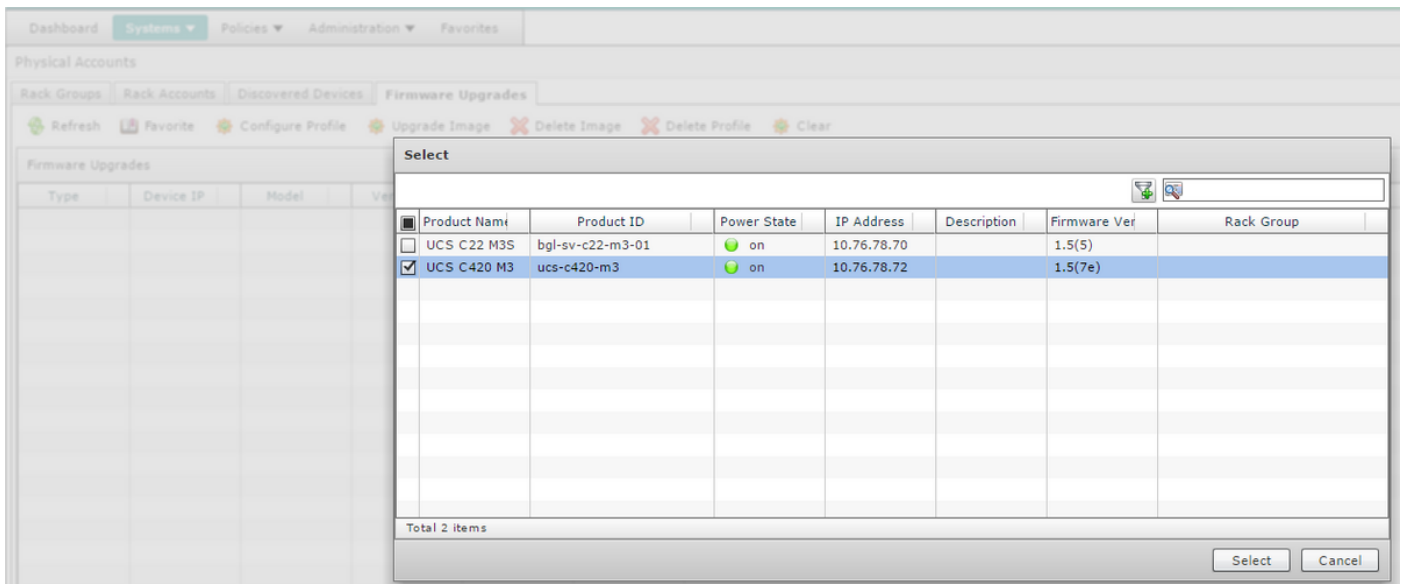 Dashboard Systems ▼ Policies ▼ Administration ▼ Favorites
Physical Accounts
Rack Groups Rack Accounts Discovered Devices Firmware Upgrades
Refresh Favorite Configure Profile Upgrade Image Delete Image Delete Profile Clear
Firmware Upgrades
Type Device IP Model Ver
Select
Product Name Product ID Power State IP Address Description Firmware Ver Rack Group
UCS C22 M3S bgl-sv-c22-m3-01 on 10.76.78.70 1.5(5)
UCS C420 M3 ucs-c420-m3 on 10.76.78.72 1.5(7e)
Total 2 items
Select Cancel